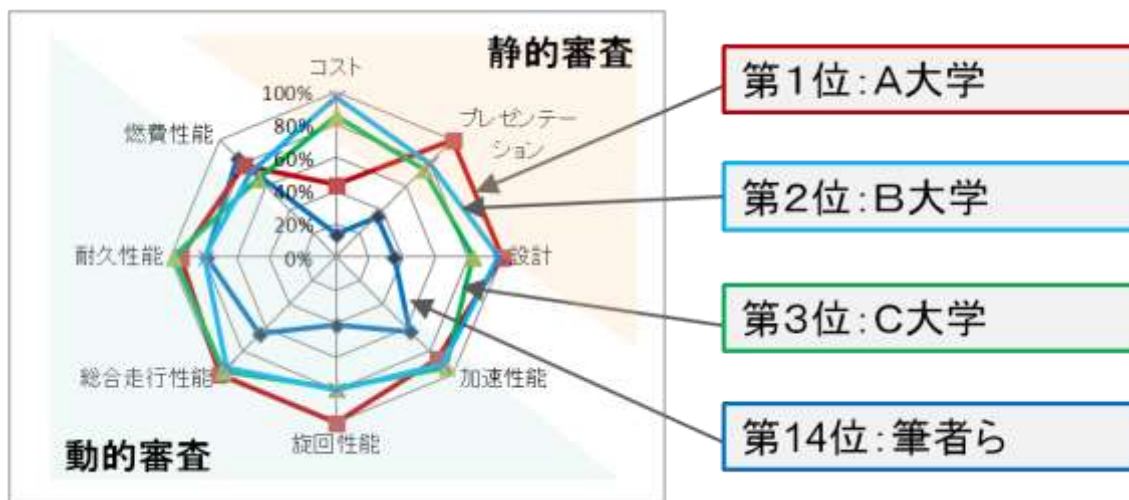 静的審査
コスト
100%
80%
60%
40%
20%
0%
プレゼンテー
ション
設計
加速性能
旋回性能
総合走行性能
耐久性能
燃費性能
動的審査
第1位:A大学
第2位:B大学
第3位:C大学
第14位:筆者ら